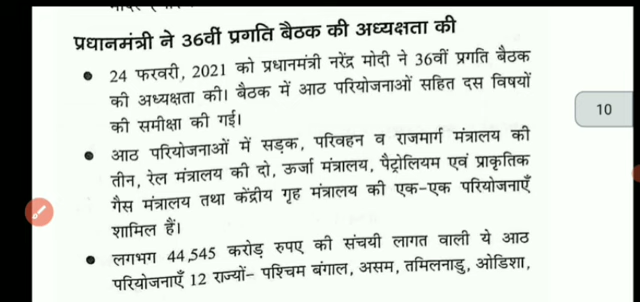 प्रधानमंत्री ने 36वीं प्रगति बैठक की अध्यक्षता की
● 24 फरवरी, 2021 को प्रधानमंत्री नरेंद्र मोदी ने 36वीं प्रगति बैठक
की अध्यक्षता की। बैठक में आठ परियोजनाओं सहित दस विषयों
की समीक्षा की गई।
10
● आठ परियोजनाओं में सड़क, परिवहन व राजमार्ग मंत्रालय की
तीन, रेल मंत्रालय की दो, ऊर्जा मंत्रालय, पैट्रोलियम एवं प्राकृतिक
गैस मंत्रालय तथा केंद्रीय गृह मंत्रालय की एक-एक परियोजनाएँ
शामिल हैं।
● लगभग 44,545 करोड़ रुपए की संचयी लागत वाली ये आठ
परियोजनाएँ 12 राज्यों- पश्चिम बंगाल, असम, तमिलनाडु, ओडिशा,